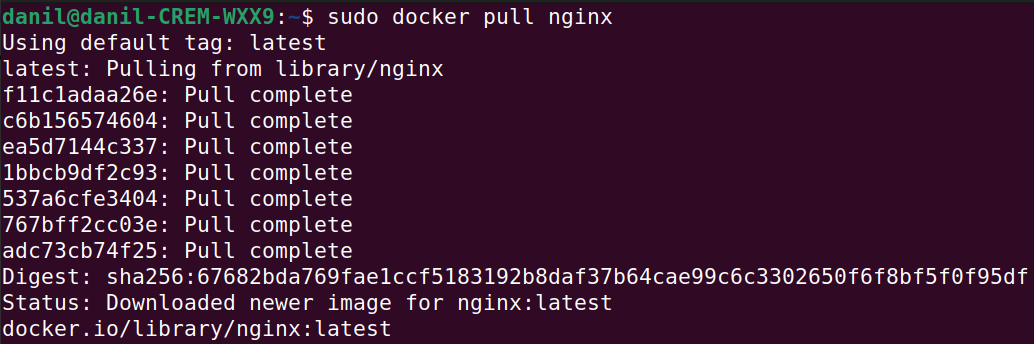 danil@danil-CREM-WXX9:~$ sudo docker pull nginx
Using default tag: latest
latest: Pulling from library/nginx
f11c1adaa26e: Pull complete
c6b156574604: Pull complete
ea5d7144c337: Pull complete
1bbcb9df2c93: Pull complete
537a6cfe3404: Pull complete
767bff2cc03e: Pull complete
adc73cb74f25: Pull complete
Digest: sha256:67682bda769fae1ccf5183192b8daf37b64cae99c6c3302650f6f8bf5f0f95df
Status: Downloaded newer image for nginx:latest
docker.io/library/nginx:latest